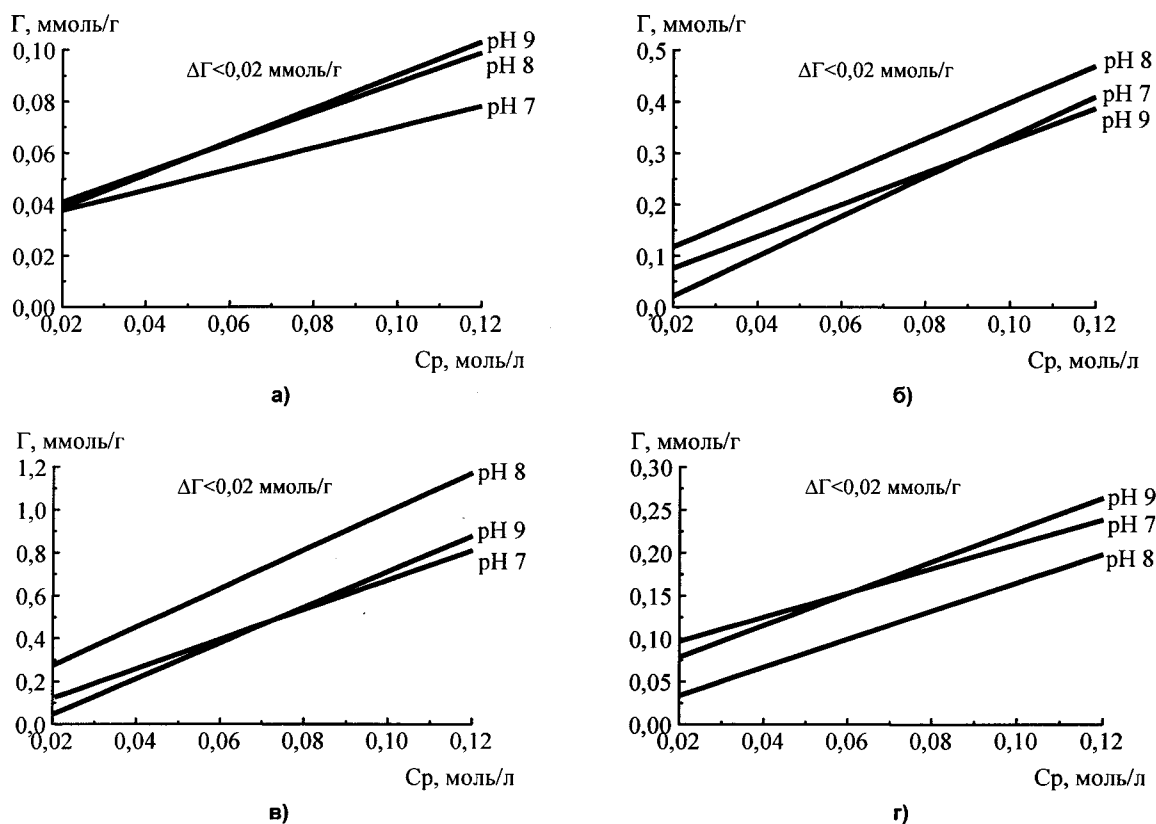 Г, ммоль/г
0,10
0,08
0,06
0,04
0,02
0,00
ΔГ<0,02 ммоль/г
pH 9
pH 8
pH 7
0,02 0,04 0,06 0,08 0,10 0,12
Ср, моль/л
а)
Г, ммоль/г
0,5
0,4
0,3
0,2
0,1
0,0
ΔГ<0,02 ммоль/г
pH 8
pH 7
pH 9
0,02 0,04 0,06 0,08 0,10 0,12
Ср, моль/л
б)
Г, ммоль/г
1,2
1,0
0,8
0,6
0,4
0,2
0,0
ΔГ<0,02 ммоль/г
pH 8
pH 9
pH 7
0,02 0,04 0,06 0,08 0,10 0,12
Ср, моль/л
в)
Г, ммоль/г
0,30
0,25
0,20
0,15
0,10
0,05
0,00
ΔГ<0,02 ммоль/г
pH 9
pH 7
pH 8
0,02 0,04 0,06 0,08 0,10 0,12
Ср, моль/л
г)